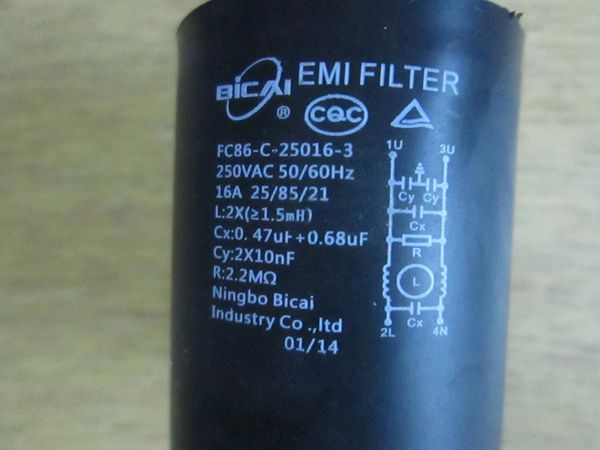 BiCAI ® EMI FILTER
CQC
FC86-C-25016-3
250VAC 50/60Hz
16A 25/85/21
L:2X(≥1.5mH)
Cx:0.47uF+0.68uF
Cy:2X10nF
R:2.2MΩ
Ningbo Bicai
Industry Co.,ltd
01/14
1U 3U
Cy Cy
Cx
R
L
Cx
2L 4N